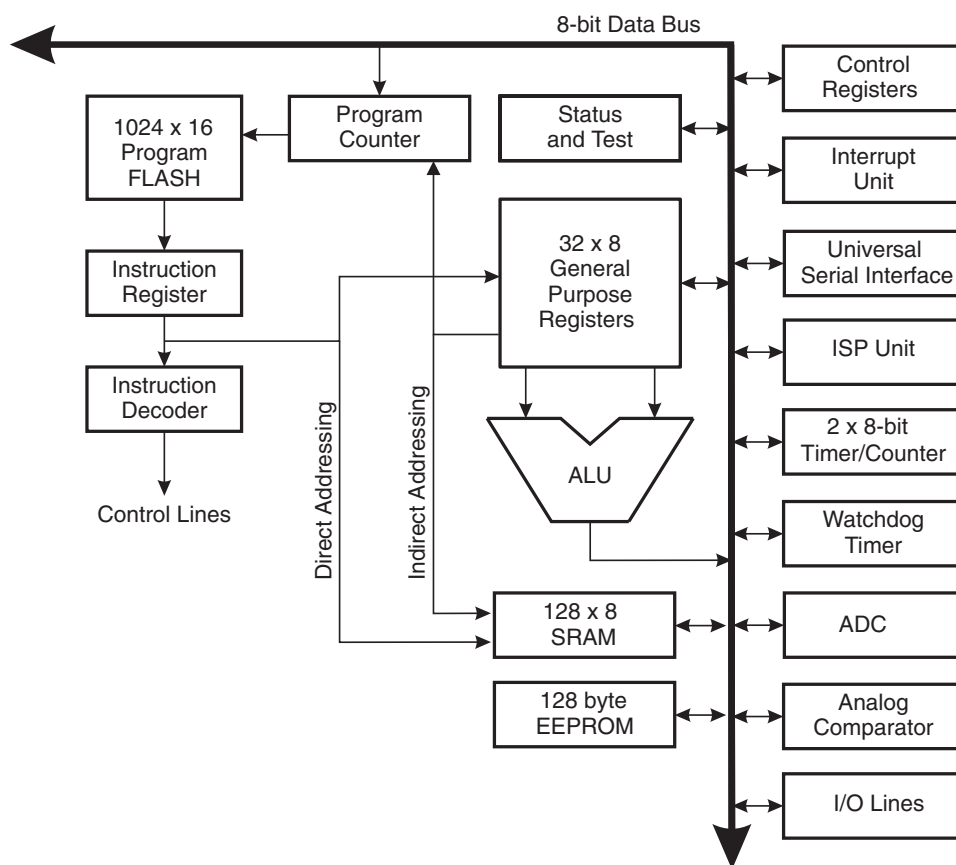 8-bit Data Bus
1024 x 16
Program
FLASH
Program
Counter
Status
and Test
Control
Registers
Interrupt
Unit
Instruction
Register
32 x 8
General
Purpose
Registers
Universal
Serial Interface
ISP Unit
Instruction
Decoder
Control Lines
Direct Addressing
Indirect Addressing
ALU
2 x 8-bit
Timer/Counter
Watchdog
Timer
128 x 8
SRAM
ADC
128 byte
EEPROM
Analog
Comparator
I/O Lines